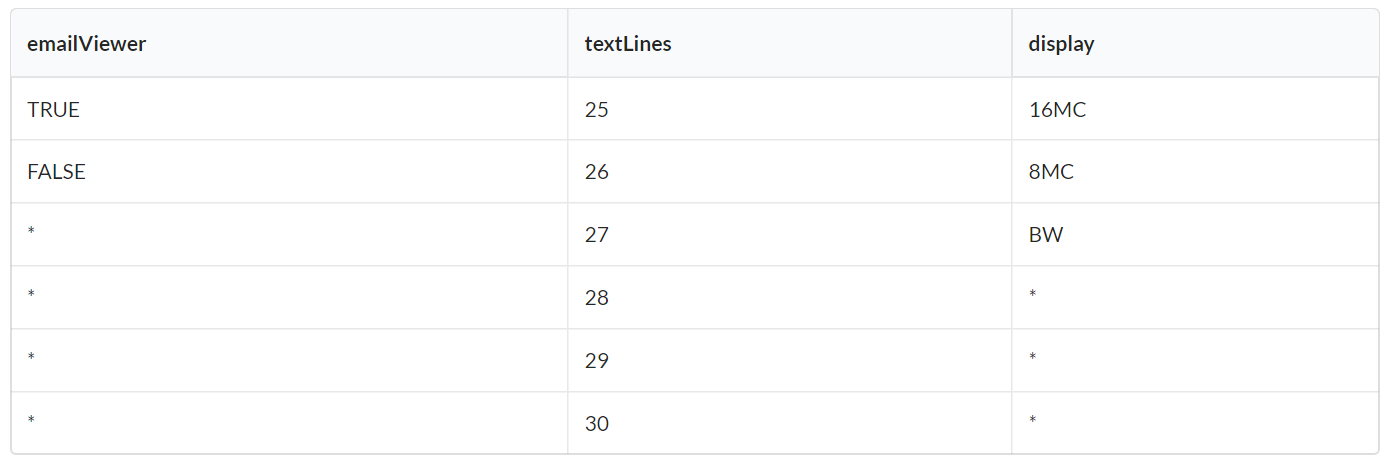 emailViewer textLines display
TRUE 25 16MC
FALSE 26 8MC
* 27 BW
* 28 *
* 29 *
* 30 *